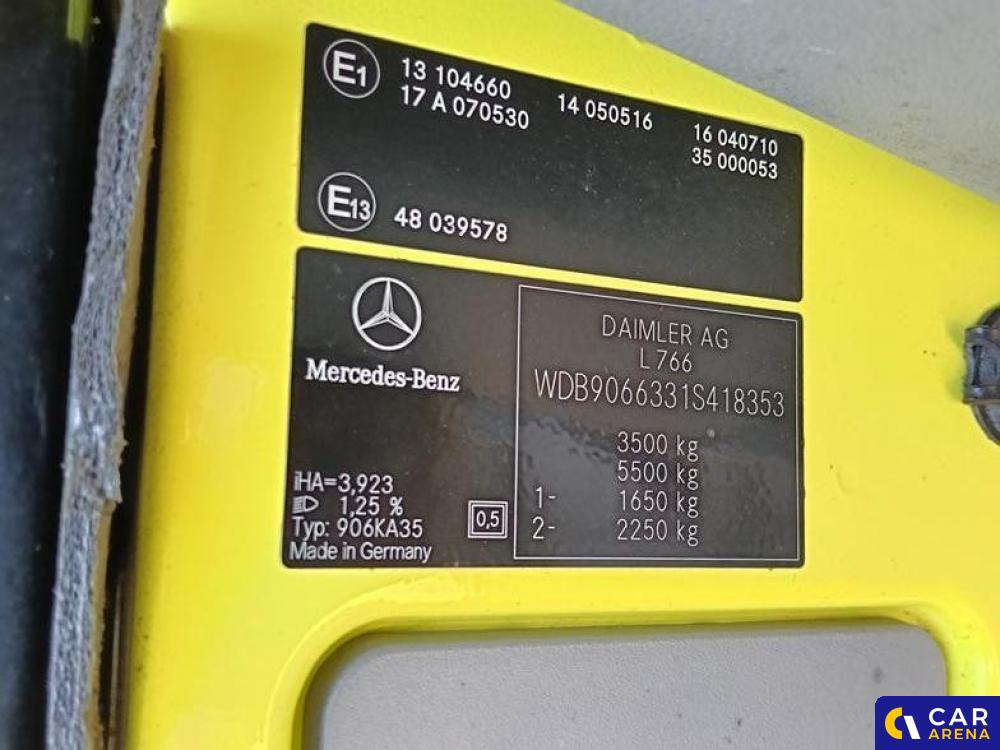 E1
13 104660
14 050516
16 040710
17 A 070530
35 000053
E13
48 039578
Mercedes-Benz
DAIMLER AG
L 766
WDB9066331S418353
3500 kg
5500 kg
1- 1650 kg
2- 2250 kg
iHA=3,923
1,25 %
Typ: 906KA35
Made in Germany
0,5
CAR
ARENA